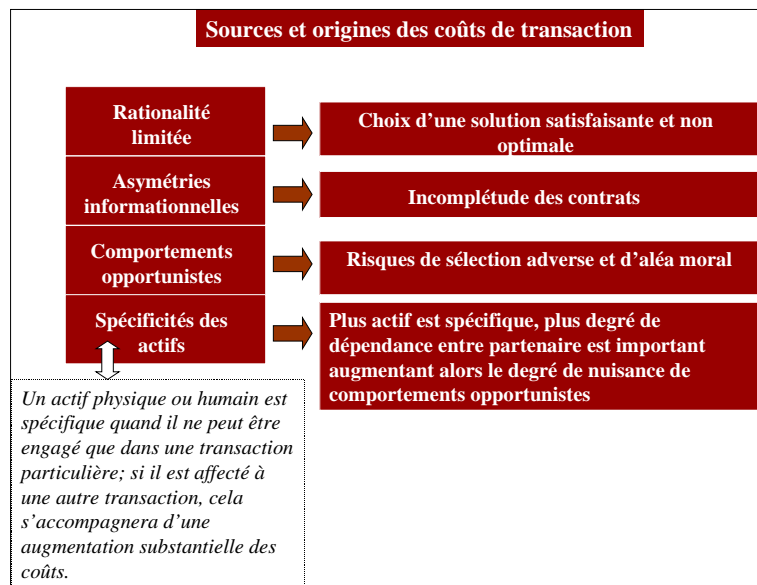 Sources et origines des coûts de transaction
Rationalité
limitée
Choix d’une solution satisfaisante et non
optimale
Asymétries
informationnelles
Incomplétude des contrats
Comportements
opportunistes
Risques de sélection adverse et d’aléa moral
Spécificités des
actifs
Plus actif est spécifique, plus degré de
dépendance entre partenaire est important
augmentant alors le degré de nuisance de
comportements opportunistes
Un actif physique ou humain est
spécifique quand il ne peut être
engagé que dans une transaction
particulière; si il est affecté à
une autre transaction, cela
s’accompagnera d’une
augmentation substantielle des
coûts.